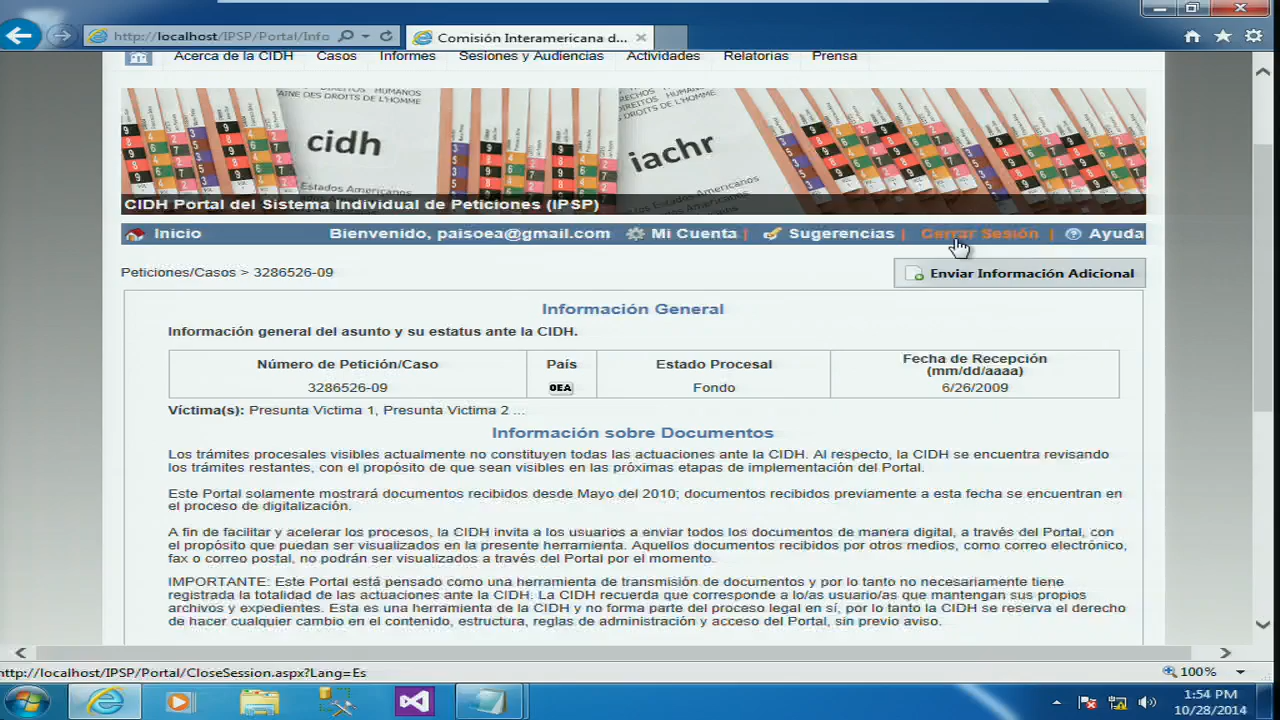 http://localhost/IPSP/Portal/Info
Comisión Interamericana d...
Acerca de la CIDH Casos Informes Sesiones y Audiencias Actividades Relatorias Prensa
HUMANOS
AINE DES DROITS DE L'HOMME
cidh
Estados Americanos
iachr
CIDH Portal del Sistema Individual de Peticiones (IPSP)
Inicio Bienvenido, paisoea@gmail.com Mi Cuenta | Sugerencias | Cerrar Sesión | Ayuda
Peticiones/Casos > 3286526-09
Enviar Información Adicional
Información General
Información general del asunto y su estatus ante la CIDH.
Número de Petición/Caso País Estado Procesal Fecha de Recepción
(mm/dd/aaaa)
3286526-09 OEA Fondo 6/26/2009
Víctima(s): Presunta Victima 1, Presunta Victima 2 ...
Información sobre Documentos
Los trámites procesales visibles actualmente no constituyen todas las actuaciones ante la CIDH. Al respecto, la CIDH se encuentra revisando
los trámites restantes, con el propósito de que sean visibles en las próximas etapas de implementación del Portal.
Este Portal solamente mostrará documentos recibidos desde Mayo del 2010; documentos recibidos previamente a esta fecha se encuentran en
el proceso de digitalización.
A fin de facilitar y acelerar los procesos, la CIDH invita a los usuarios a enviar todos los documentos de manera digital, a través del Portal, con
el propósito que puedan ser visualizados en la presente herramienta. Aquellos documentos recibidos por otros medios, como correo electrónico,
fax o correo postal, no podrán ser visualizados a través del Portal por el momento.
IMPORTANTE: Este Portal está pensado como una herramienta de transmisión de documentos y por lo tanto no necesariamente tiene
registrada la totalidad de las actuaciones ante la CIDH. La CIDH recuerda que corresponde a lo/as usuario/as que mantengan sus propios
archivos y expedientes. Esta es una herramienta de la CIDH y no forma parte del proceso legal en sí, por lo tanto la CIDH se reserva el derecho
de hacer cualquier cambio en el contenido, estructura, reglas de administración y acceso del Portal, sin previo aviso.
http://localhost/IPSP/Portal/CloseSession.aspx?Lang=Es
100%
1:54 PM
10/28/2014